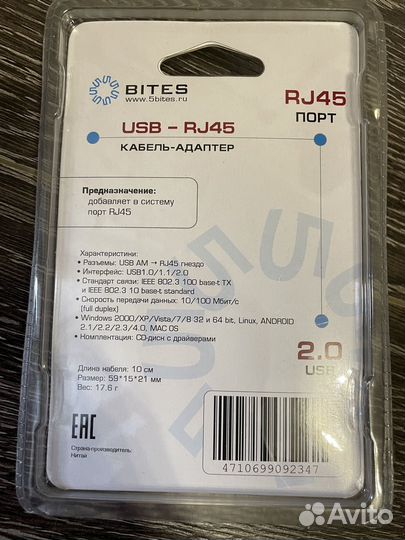 5 BITES
www.5bites.ru
RJ45
ПОРТ
USB – RJ45
КАБЕЛЬ-АДАПТЕР
Предназначение:
добавляет в систему
порт RJ45
Характеристики:
• Разъемы: USB AM → RJ45 гнездо
• Интерфейс: USB1.0/1.1/2.0
• Стандарт связи: IEEE 802.3 100 base-t TX
и IEEE 802.3 10 base-t standard
• Скорость передачи данных: 10/100 Мбит/с
(full duplex)
• Windows 2000/XP/Vista/7/8 32 и 64 bit, Linux, ANDROID
2.1/2.2/2.3/4.0, MAC OS
• Комплектация: CD-диск с драйверами
2.0
USB
Длина кабеля: 10 см
Размер: 59*15*21 мм
Вес: 17.6 г
EAC
Страна-производитель:
Китай
4710699092347
Avito